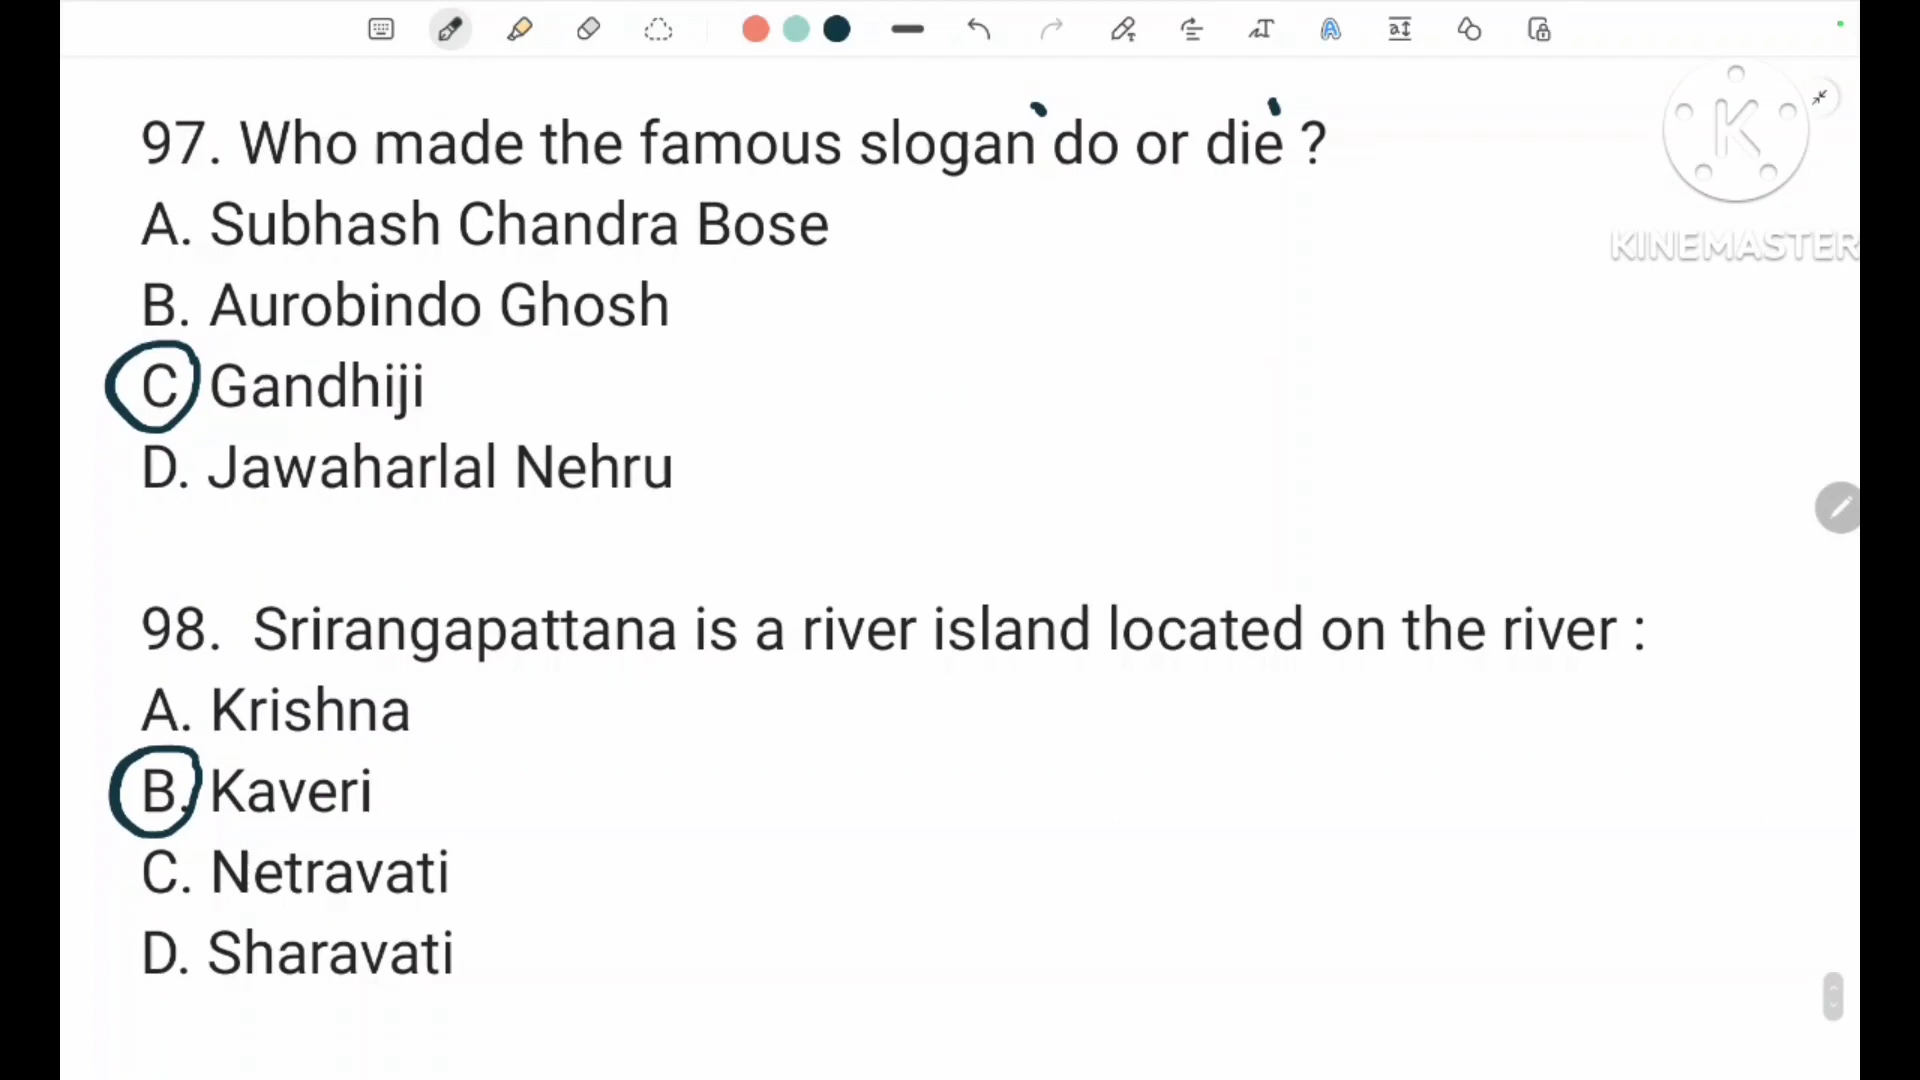 97. Who made the famous slogan ` do or die ' ?
A. Subhash Chandra Bose
B. Aurobindo Ghosh
C Gandhiji
D. Jawaharlal Nehru
98. Srirangapattana is a river island located on the river :
A. Krishna
B. Kaveri
C. Netravati
D. Sharavati
K
KINEMASTER